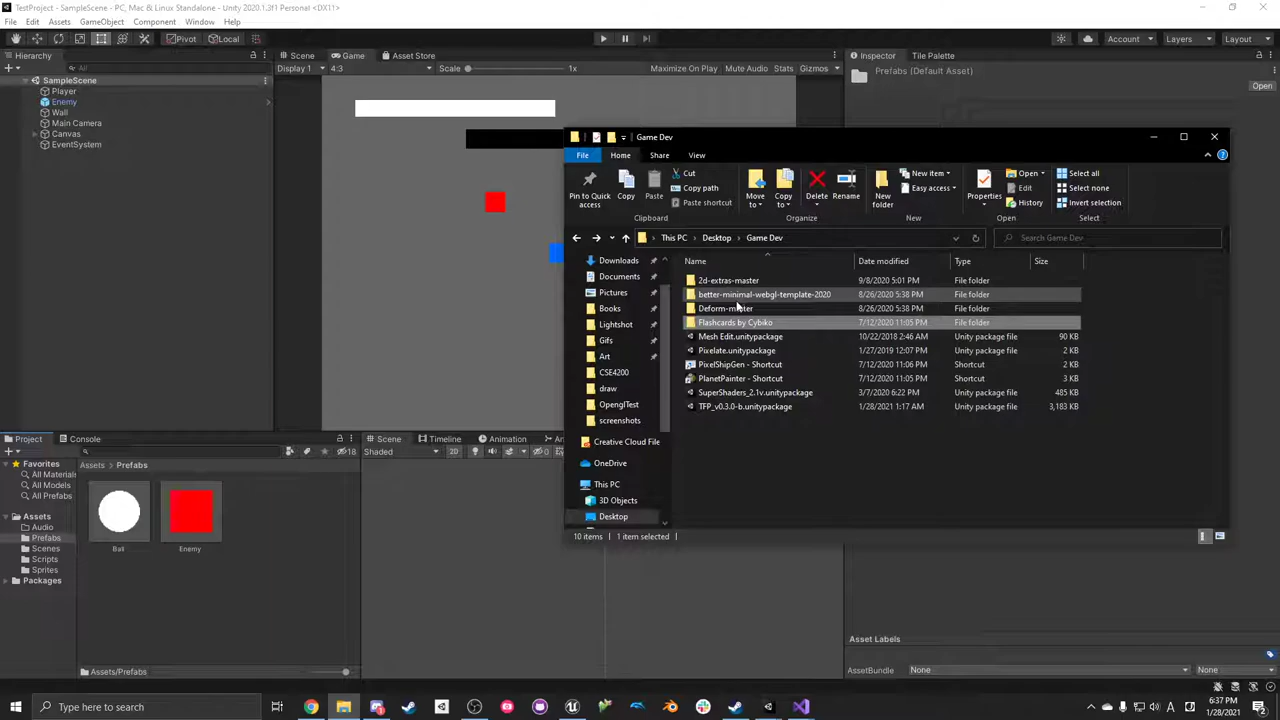 TestProject - SampleScene - PC, Mac & Linux Standalone - Unity 2020.1.3f1 Personal <DX11>
File Edit Assets GameObject Component Window Help
Pivot Local Account Layers Layout
Hierarchy
All
SampleScene
Player
Enemy
Wall
Main Camera
Canvas
EventSystem
Scene Game Asset Store
Display 1 4:3 Scale 1x Maximize On Play Mute Audio Stats Gizmos
Inspector Tile Palette
Prefabs (Default Asset)
Open
Game Dev
File Home Share View
Pin to Quick access
Copy
Paste
Cut
Copy path
Paste shortcut
Clipboard
Move to
Copy to
Delete
Rename
Organize
New folder
New item
Easy access
New
Properties
Open
Edit
History
Open
Select all
Select none
Invert selection
Select
This PC > Desktop > Game Dev
Search Game Dev
Downloads
Documents
Pictures
Books
Lightshot
Gifs
Art
CSE4200
draw
OpenglTest
screenshots
Creative Cloud File
OneDrive
This PC
3D Objects
Desktop
Name Date modified Type Size
2d-extras-master 9/8/2020 5:01 PM File folder
better-minimal-webgl-template-2020 8/26/2020 5:38 PM File folder
Deform-master 8/26/2020 5:38 PM File folder
Flashcards by Cybiko 7/12/2020 11:05 PM File folder
Mesh Edit.unitypackage 10/22/2018 2:46 AM Unity package file 90 KB
Pixelate.unitypackage 1/27/2019 12:07 PM Unity package file 2 KB
PixelShipGen - Shortcut 7/12/2020 11:06 PM Shortcut 2 KB
PlanetPainter - Shortcut 7/12/2020 11:05 PM Shortcut 3 KB
SuperShaders_2.1v.unitypackage 3/7/2020 6:22 PM Unity package file 485 KB
TFP_v0.3.0-b.unitypackage 1/28/2021 1:17 AM Unity package file 3,183 KB
10 items 1 item selected
Project Console
18
Favorites
All Material
All Models
All Prefabs
Assets
Audio
Prefabs
Scenes
Scripts
Sprites
Packages
Assets > Prefabs
Ball
Enemy
Assets/Prefabs
Scene Timeline Animation An
Shaded 2D
Asset Labels
AssetBundle None None
Type here to search
6:37 PM
1/28/2021